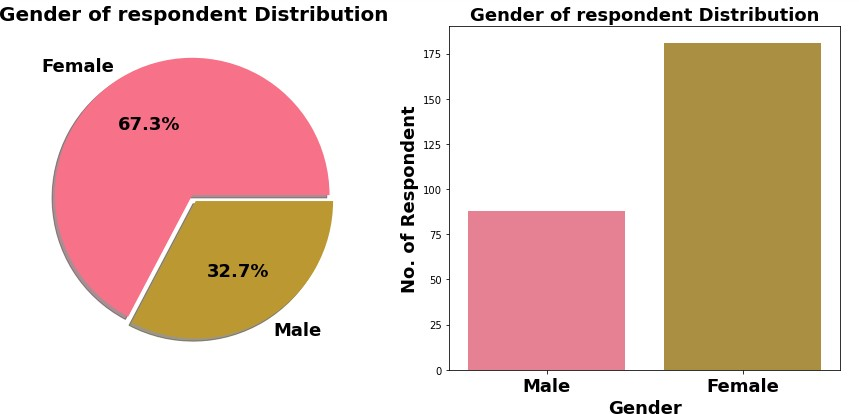 Gender of respondent Distribution
Female
67.3%
32.7%
Male
Gender of respondent Distribution
No. of Respondent
175
150
125
100
75
50
25
0
Male Female
Gender